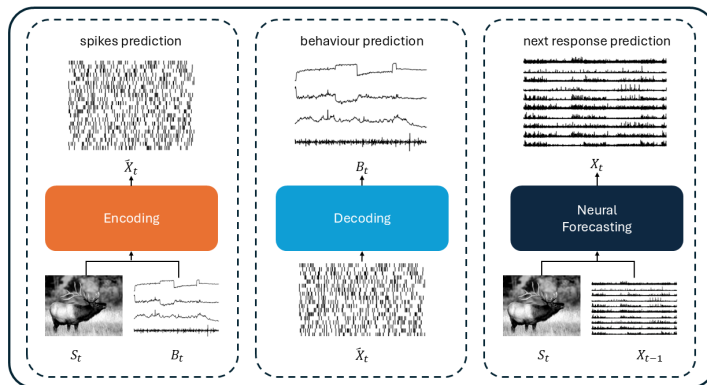 spikes prediction
behaviour prediction
next response prediction
X̃_t
B_t
X_t
Encoding
Decoding
Neural
Forecasting
S_t
B_t
X̃_t
S_t
X_{t−1}